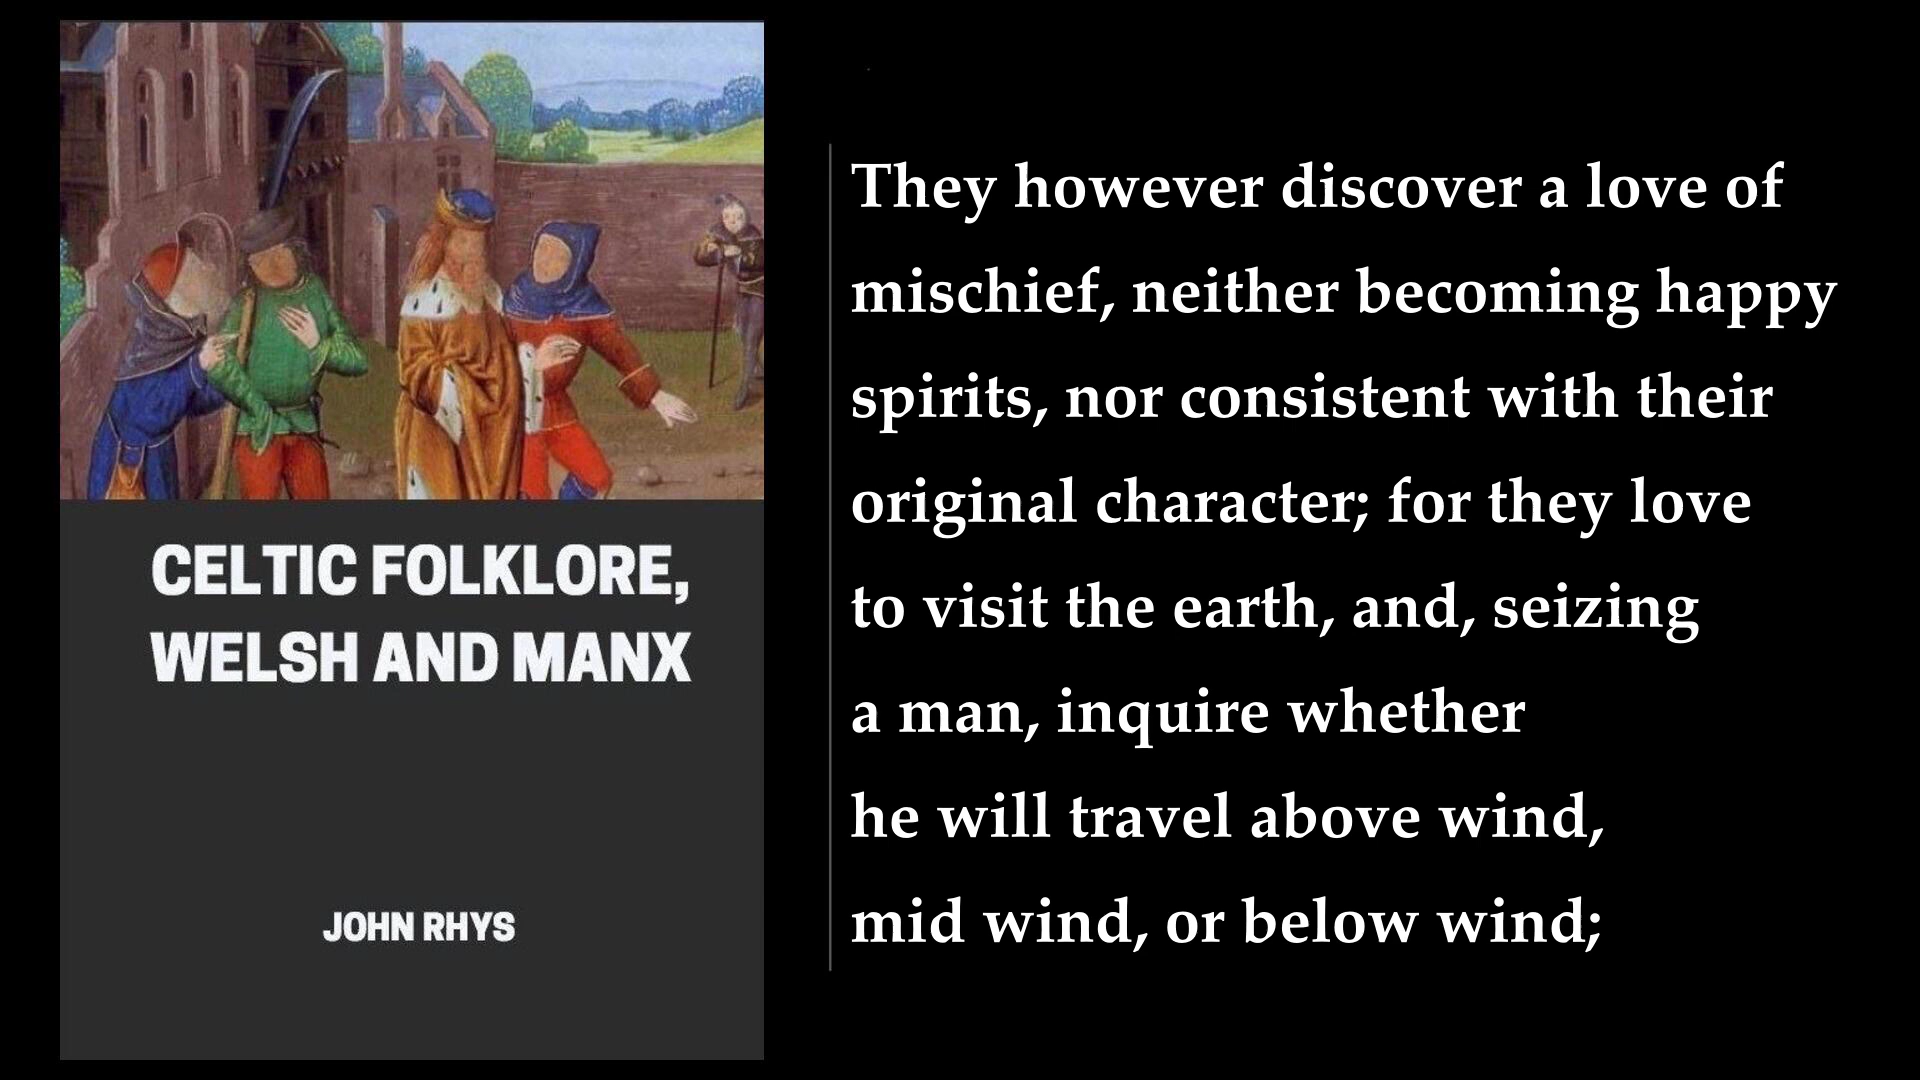 CELTIC FOLKLORE,
WELSH AND MANX
JOHN RHYS
They however discover a love of
mischief, neither becoming happy
spirits, nor consistent with their
original character; for they love
to visit the earth, and, seizing
a man, inquire whether
he will travel above wind,
mid wind, or below wind;